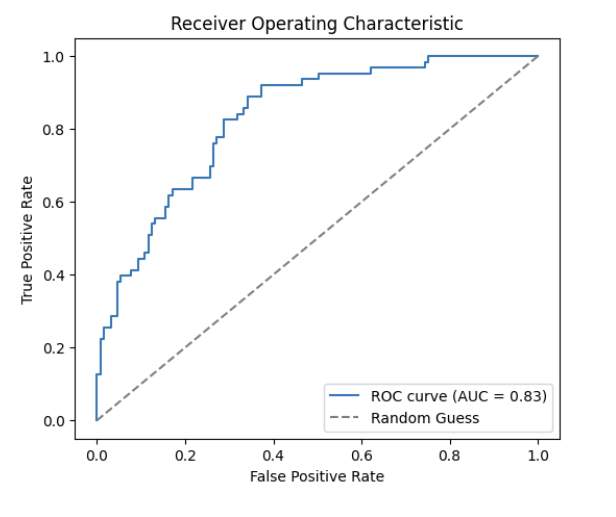 Receiver Operating Characteristic
True Positive Rate
1.0
0.8
0.6
0.4
0.2
0.0
ROC curve (AUC = 0.83)
Random Guess
0.0 0.2 0.4 0.6 0.8 1.0
False Positive Rate